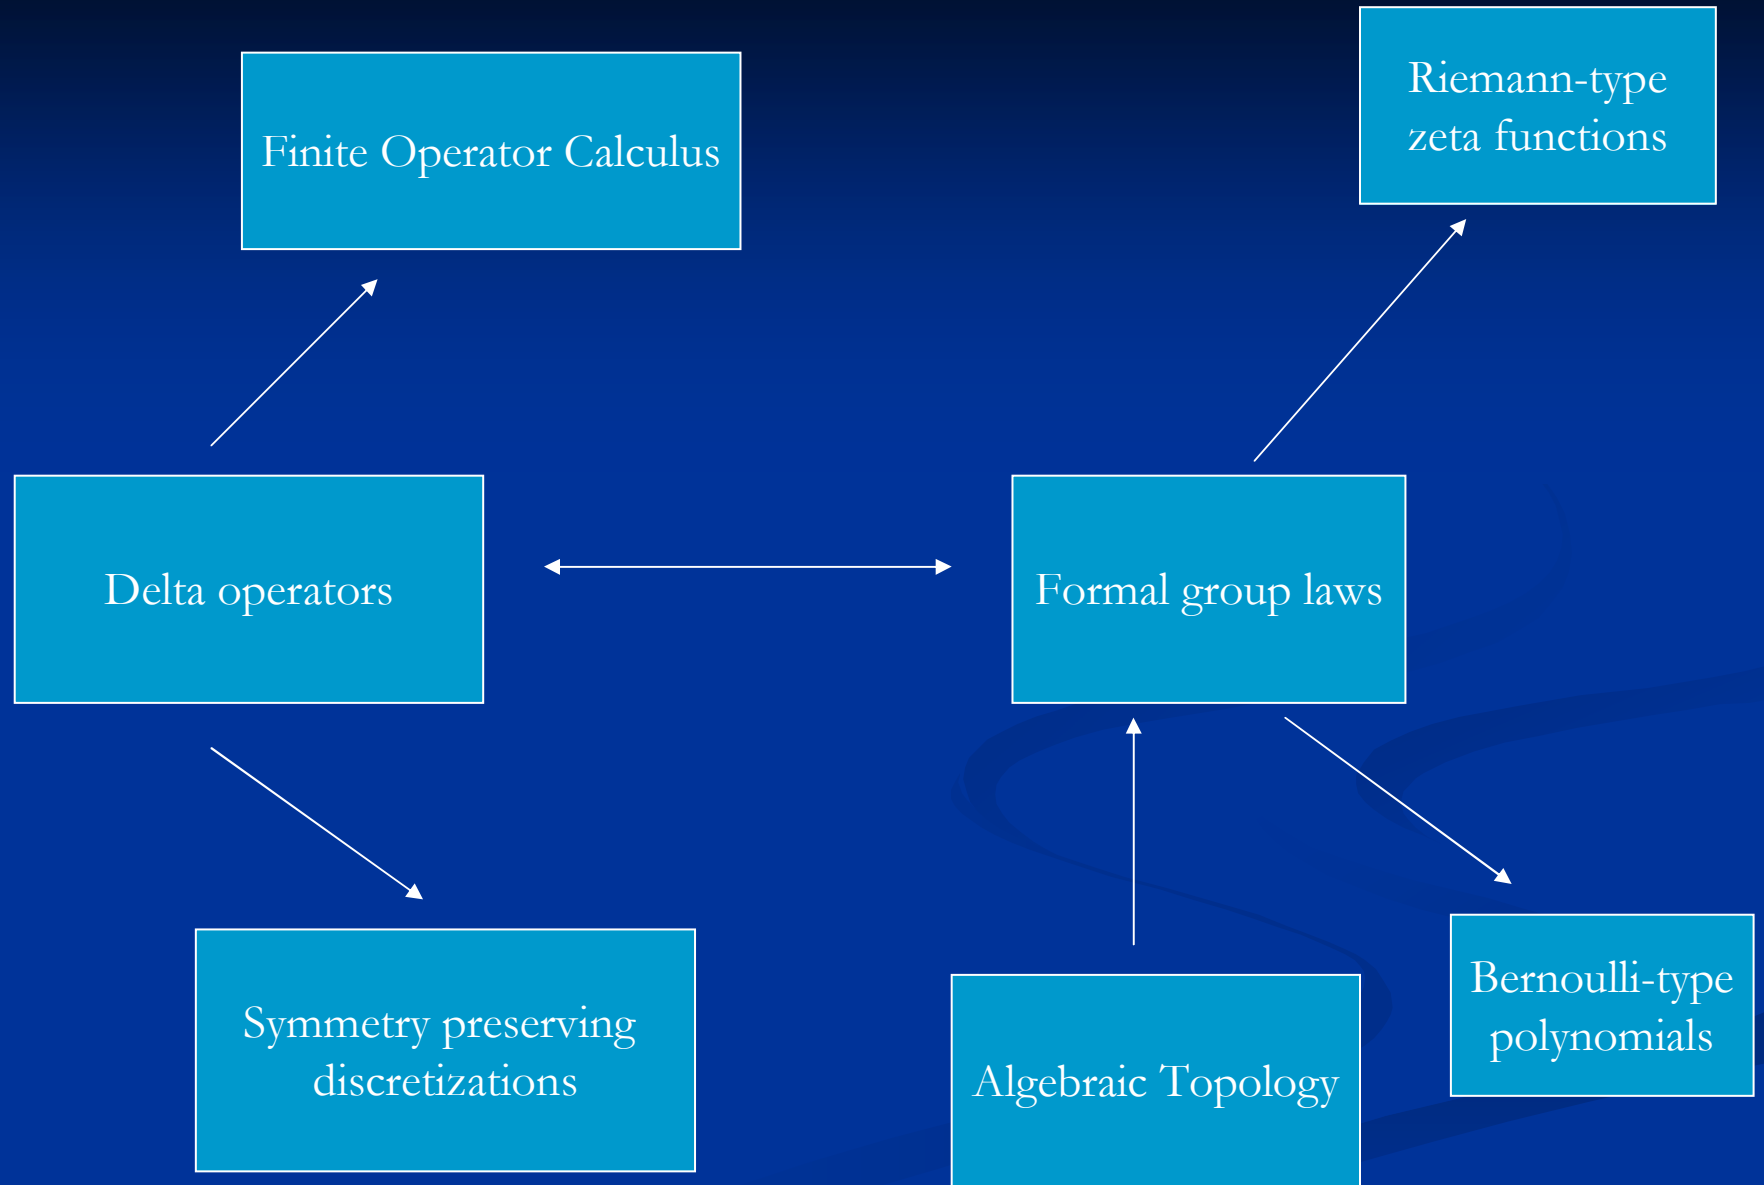 Finite Operator Calculus
Riemann-type
zeta functions
Delta operators
Formal group laws
Symmetry preserving
discretizations
Algebraic Topology
Bernoulli-type
polynomials